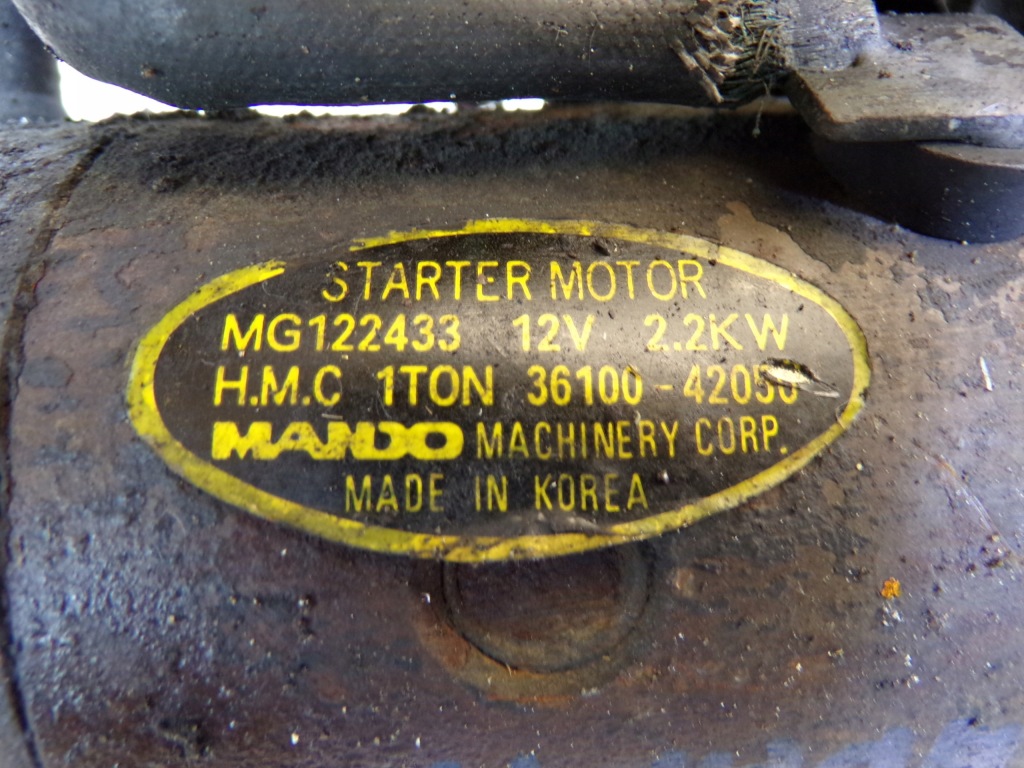 STARTER MOTOR
MG122433 12V 2.2KW
H.M.C 1TON 36100-42050
MANDO MACHINERY CORP.
MADE IN KOREA